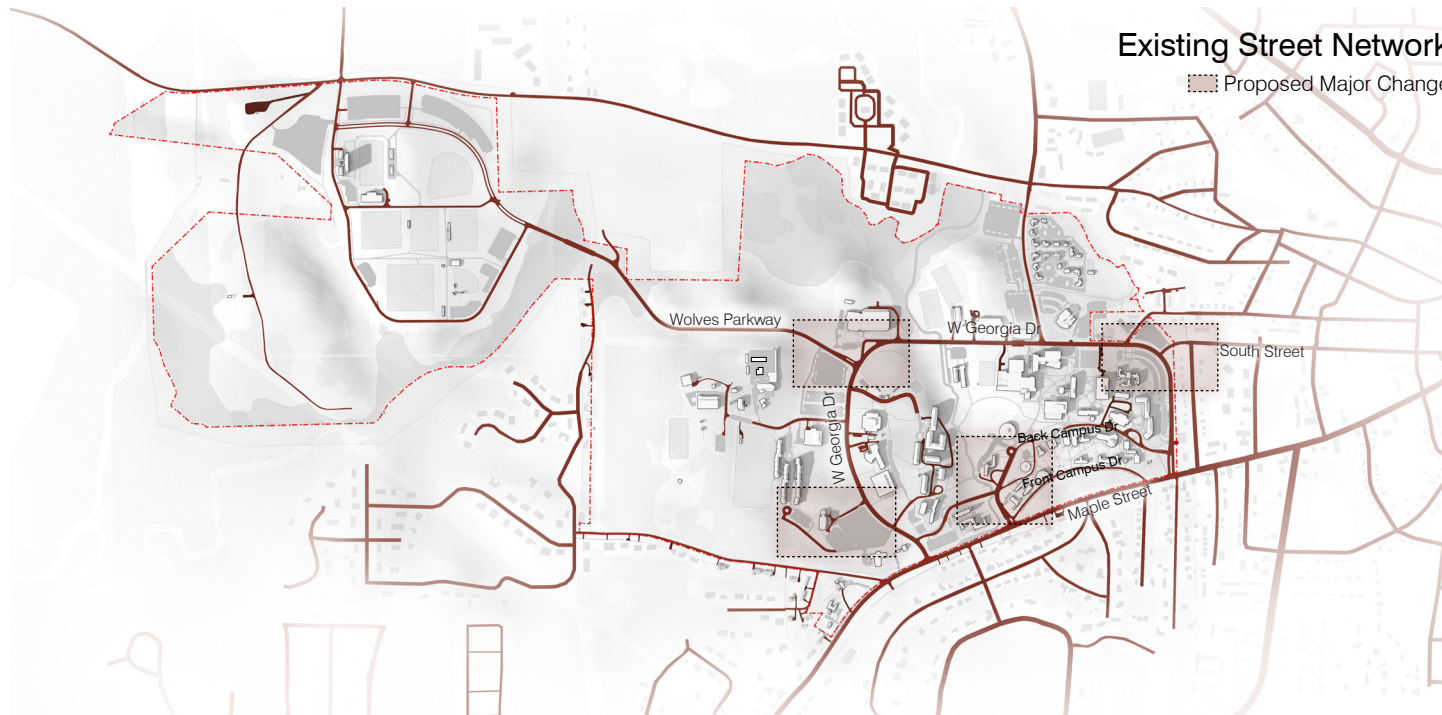 Existing Street Network
Proposed Major Change
Wolves Parkway
W Georgia Dr
South Street
W Georgia Dr
Back Campus Dr
Front Campus Dr
Maple Street